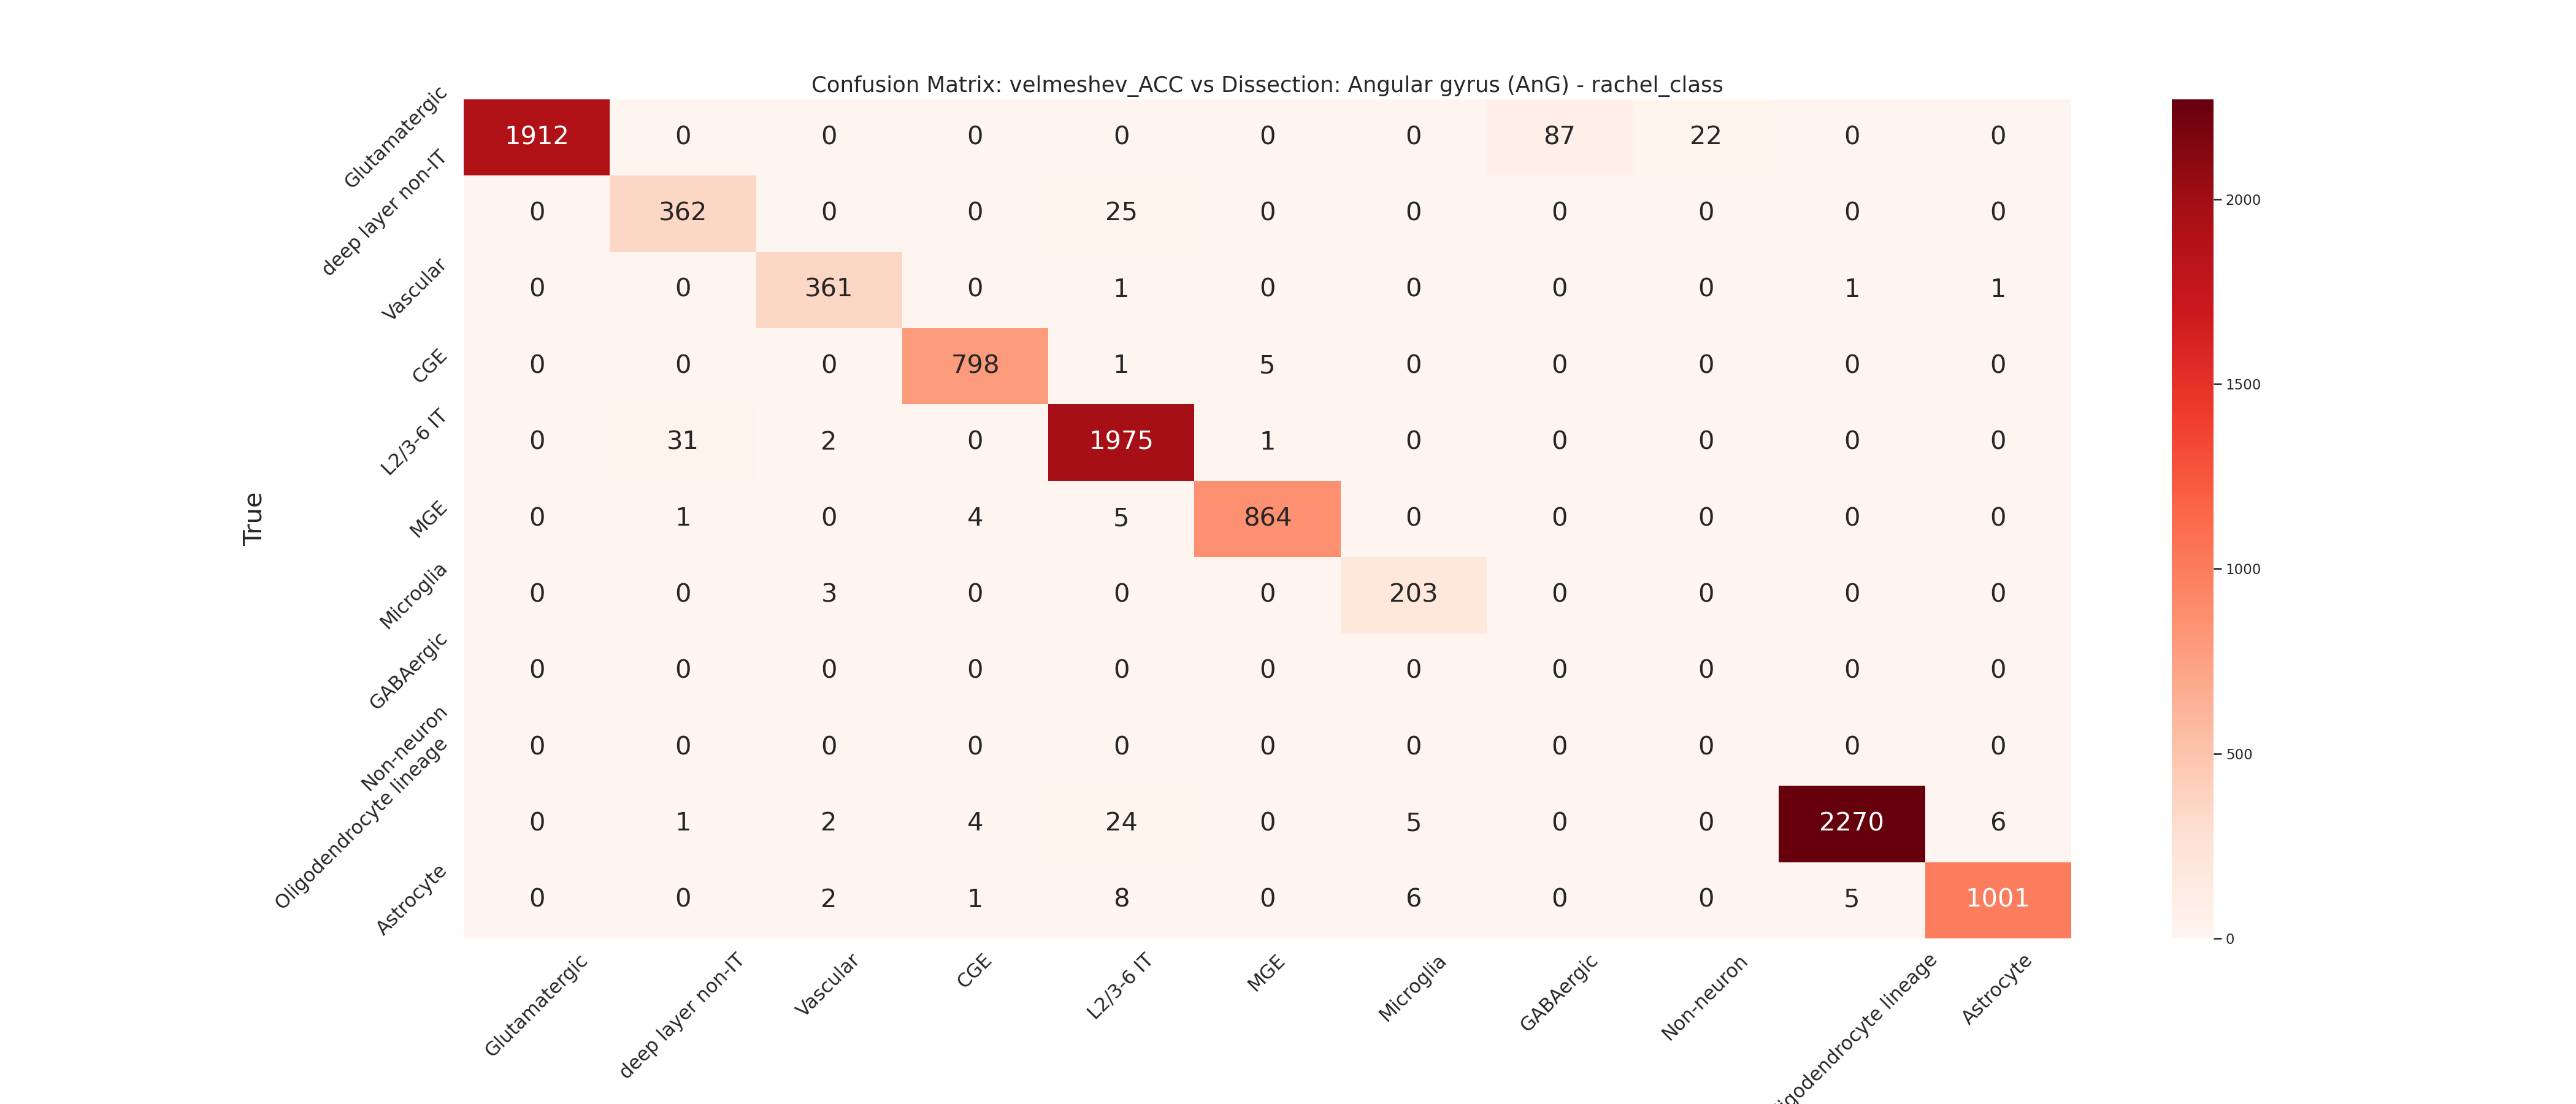 Confusion Matrix: velmeshev_ACC vs Dissection: Angular gyrus (AnG) - rachel_class
True
Glutamatergic 1912 0 0 0 0 0 0 87 22 0 0
deep layer non-IT 0 362 0 0 25 0 0 0 0 0 0
Vascular 0 0 361 0 1 0 0 0 0 1 1
CGE 0 0 0 798 1 5 0 0 0 0 0
L2/3-6 IT 0 31 2 0 1975 1 0 0 0 0 0
MGE 0 1 0 4 5 864 0 0 0 0 0
Microglia 0 0 3 0 0 0 203 0 0 0 0
GABAergic 0 0 0 0 0 0 0 0 0 0 0
Non-neuron 0 0 0 0 0 0 0 0 0 0 0
Oligodendrocyte lineage 0 1 2 4 24 0 5 0 0 2270 6
Astrocyte 0 0 2 1 8 0 6 0 0 5 1001
Glutamatergic deep layer non-IT Vascular CGE L2/3-6 IT MGE Microglia GABAergic Non-neuron igodendrocyte lineage Astrocyte
2000
1500
1000
500
0